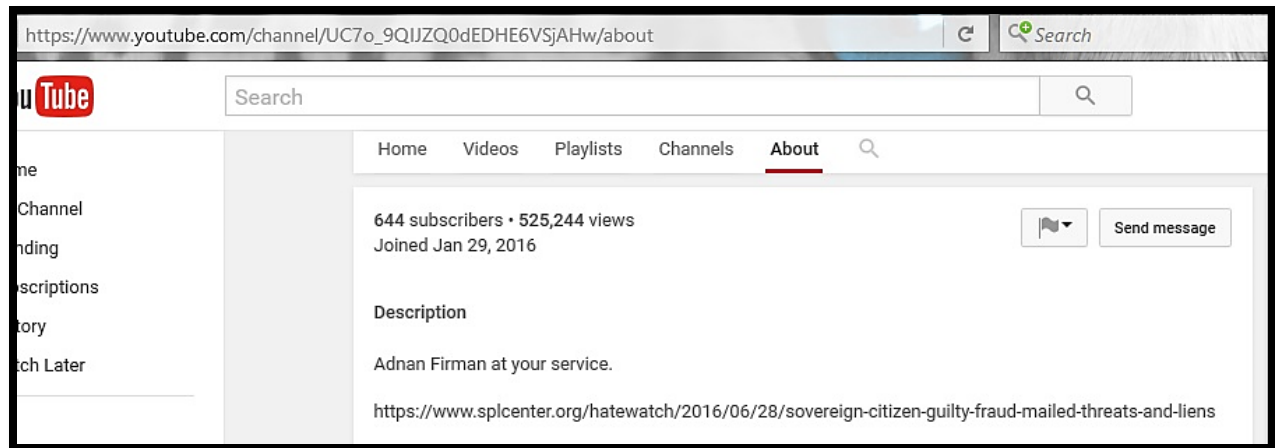 https://www.youtube.com/channel/UC7o_9QIJZQ0dEDHE6VSjAHw/about Search
ou Tube Search
Home Videos Playlists Channels About
me
Channel
nding
scriptions
tory
tch Later
644 subscribers • 525,244 views
Joined Jan 29, 2016
Send message
Description
Adnan Firman at your service.
https://www.splcenter.org/hatewatch/2016/06/28/sovereign-citizen-guilty-fraud-mailed-threats-and-liens